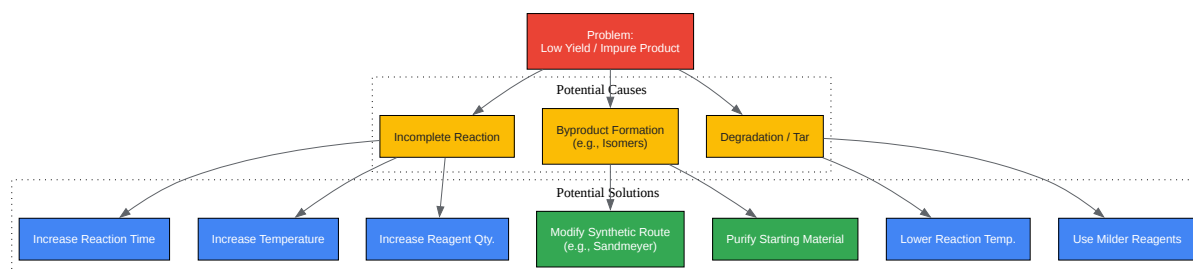 Problem:
Low Yield / Impure Product
Potential Causes
Incomplete Reaction
Byproduct Formation
(e.g., Isomers)
Degradation / Tar
Potential Solutions
Increase Reaction Time
Increase Temperature
Increase Reagent Qty.
Modify Synthetic Route
(e.g., Sandmeyer)
Purify Starting Material
Lower Reaction Temp.
Use Milder Reagents